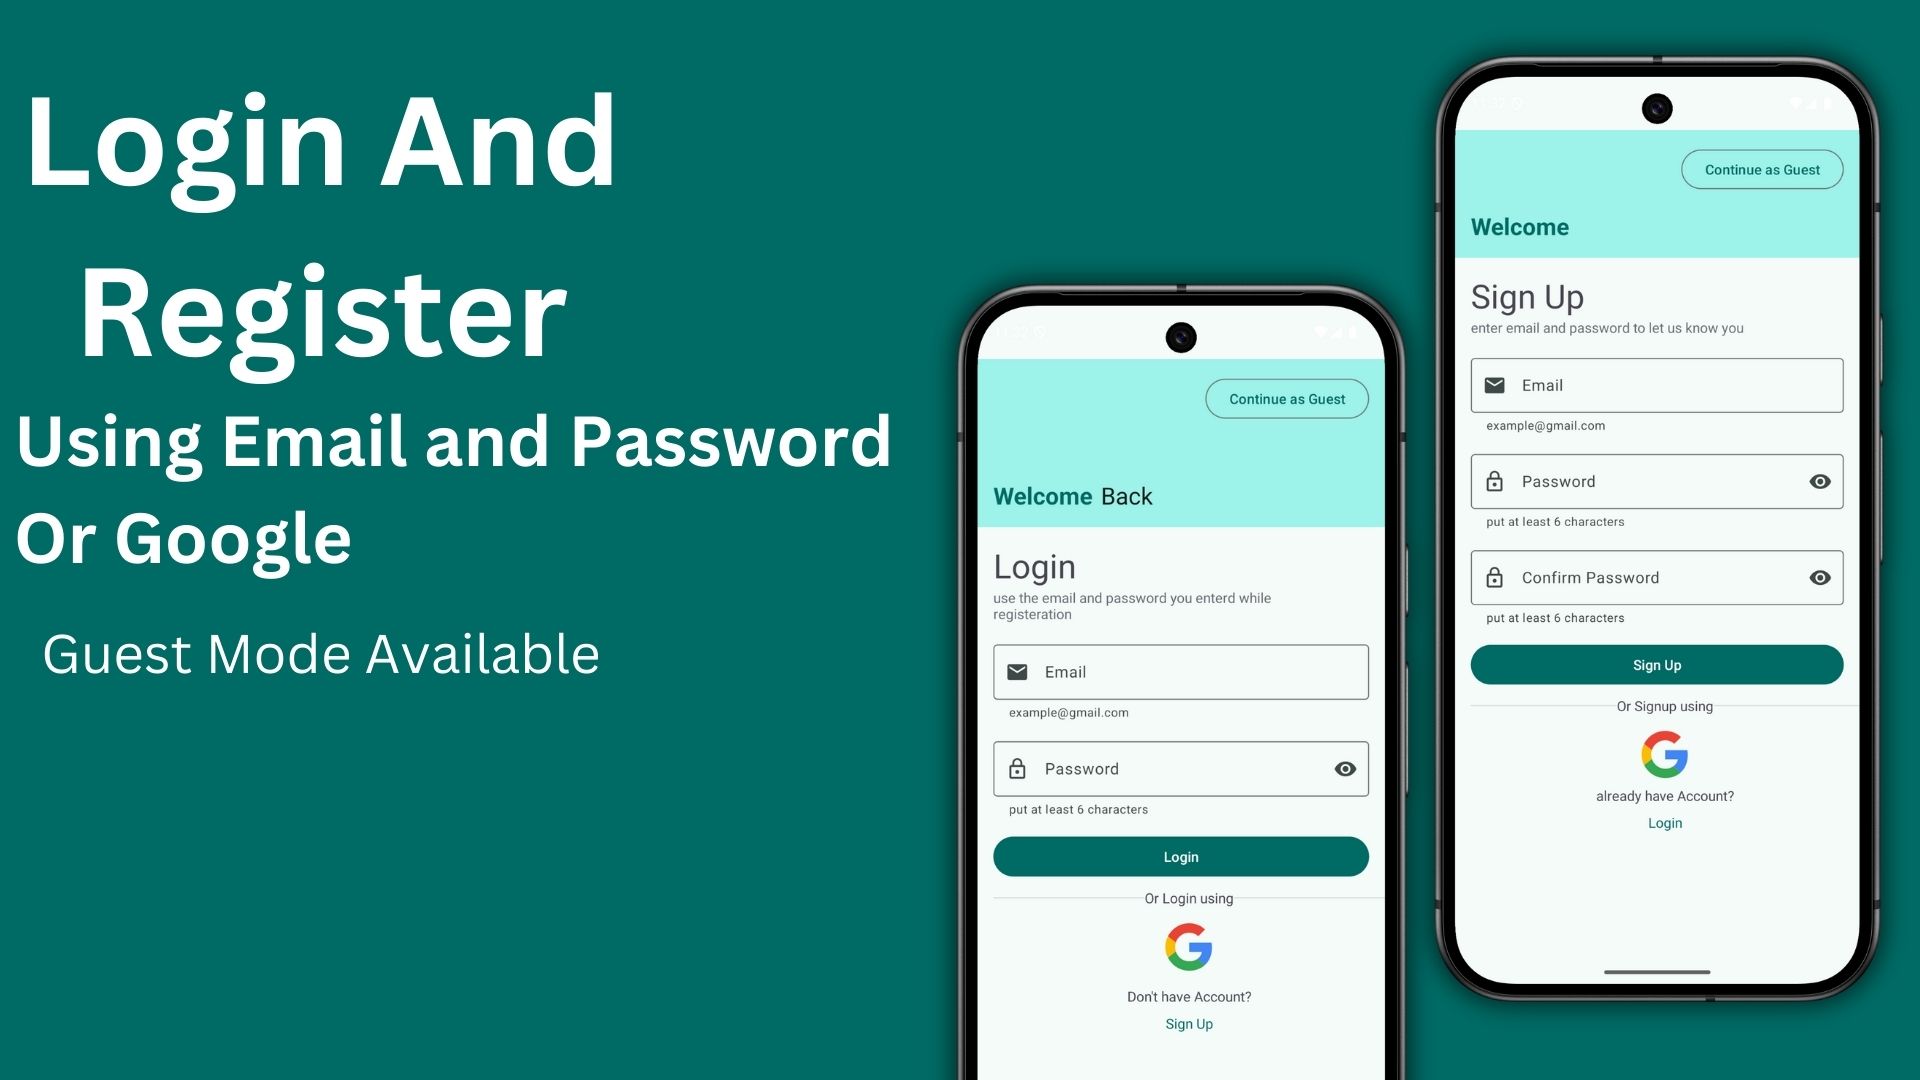 Login And
Register
Using Email and Password
Or Google
Guest Mode Available
Continue as Guest
Welcome Back
Login
use the email and password you enterd while
registeration
Email
example@gmail.com
Password
put at least 6 characters
Login
Or Login using
Don't have Account?
Sign Up
Continue as Guest
Welcome
Sign Up
enter email and password to let us know you
Email
example@gmail.com
Password
put at least 6 characters
Confirm Password
put at least 6 characters
Sign Up
Or Signup using
already have Account?
Login